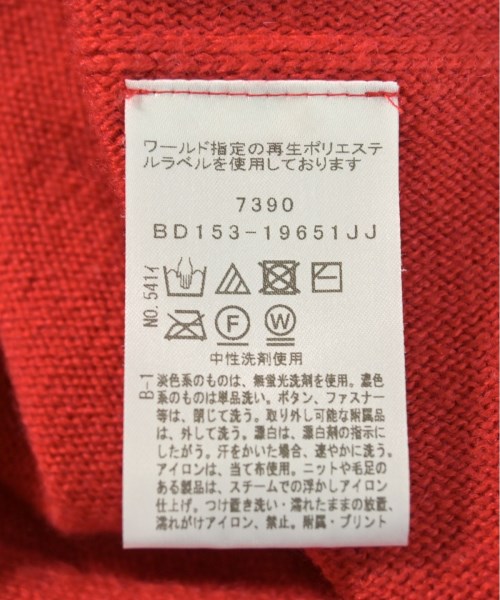 ワールド指定の再生ポリエステ
ルラベルを使用しております
7390
BD153-19651JJ
NO.541イ
F
W
中性洗剤使用
B-1
淡色系のものは、無蛍光洗剤を使用。濃色
系のものは単品洗い。ボタン、ファスナー
等は、閉じて洗う。取り外し可能な附属品
は、外して洗う。漂白は、漂白剤の指示に
したがう。汗をかいた場合、速やかに洗う。
アイロンは、当て布使用。ニットや毛足の
ある製品は、スチームでの浮かしアイロン
仕上げ。つけ置き洗い・濡れたままの放置、
濡れがけアイロン、禁止。附属・プリント